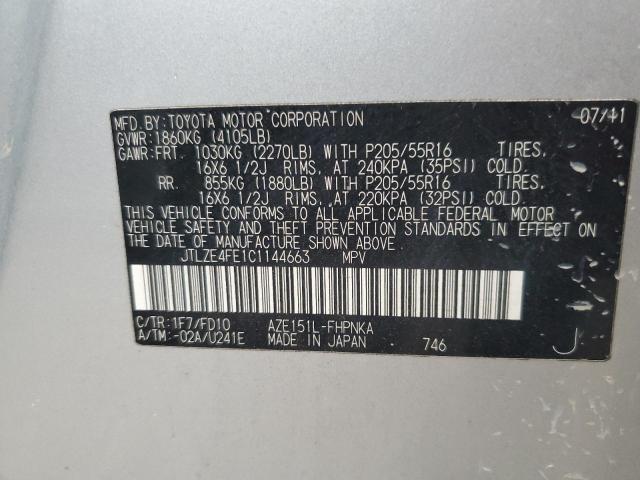 MFD.BY:TOYOTA MOTOR CORPORATION 07/11
GVWR:1860KG (4105LB)
GAWR:FRT. 1030KG (2270LB) WITH P205/55R16 TIRES,
16X6 1/2J RIMS, AT 240KPA (35PSI) COLD.
RR. 855KG (1880LB) WITH P205/55R16 TIRES,
16X6 1/2J RIMS, AT 220KPA (32PSI) COLD.
THIS VEHICLE CONFORMS TO ALL APPLICABLE FEDERAL MOTOR
VEHICLE SAFETY AND THEFT PREVENTION STANDARDS IN EFFECT ON
THE DATE OF MANUFACTURE SHOWN ABOVE.
JTLZE4FE1C1144663 MPV
C/TR:1F7/FD10 AZE151L-FHPNKA
A/TM:-02A/U241E MADE IN JAPAN 746 J